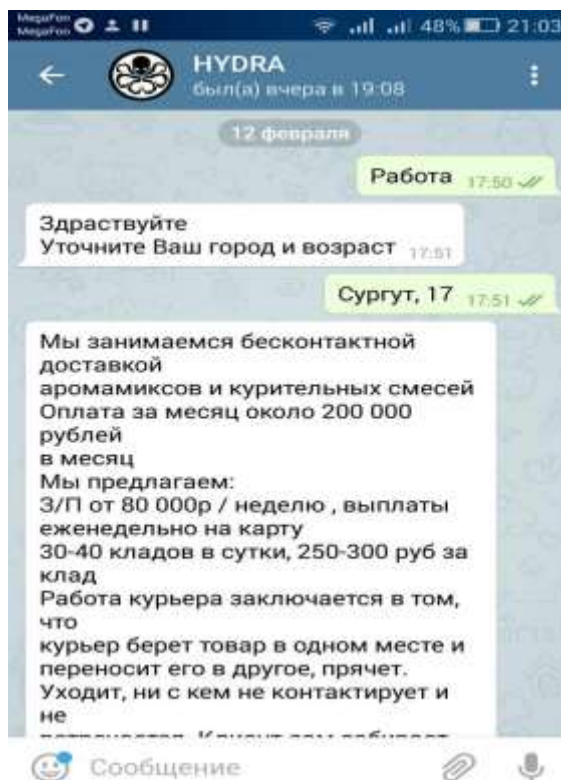 MegaFon
MegaFon
48% 21:03
HYDRA
был(а) вчера в 19:08
12 февраля
Работа 17:50
Здраствуйте
Уточните Ваш город и возраст 17:51
Сургут, 17 17:51
Мы занимаемся бесконтактной
доставкой
аромамиксов и курительных смесей
Оплата за месяц около 200 000
рублей
в месяц
Мы предлагаем:
З/П от 80 000р / неделю , выплаты
еженедельно на карту
30-40 кладов в сутки, 250-300 руб за
клад
Работа курьера заключается в том,
что
курьер берет товар в одном месте и
переносит его в другое, прячет.
Уходит, ни с кем не контактирует и
не
Сообщение